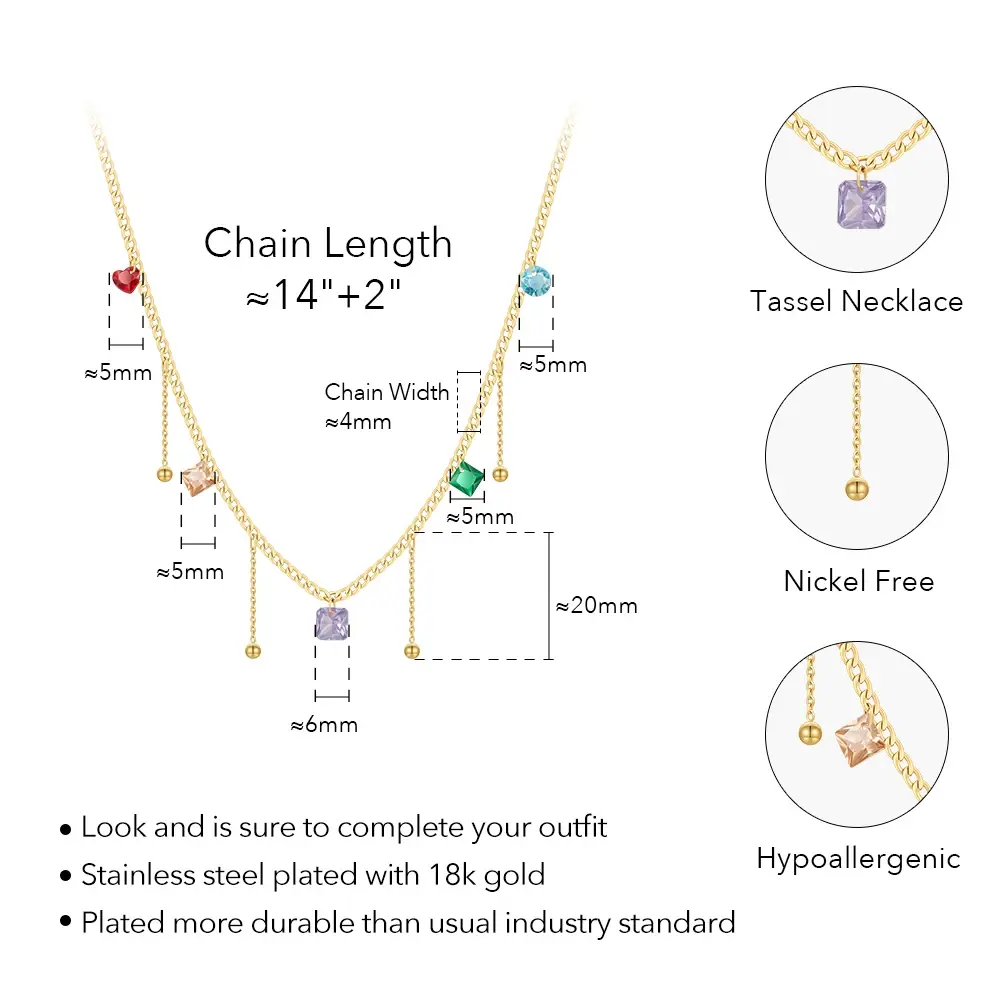 Chain Length
≈14"+2"
≈5mm
≈5mm
Chain Width
≈4mm
≈5mm
≈5mm
≈20mm
≈6mm
Tassel Necklace
Nickel Free
Hypoallergenic
• Look and is sure to complete your outfit
• Stainless steel plated with 18k gold
• Plated more durable than usual industry standard